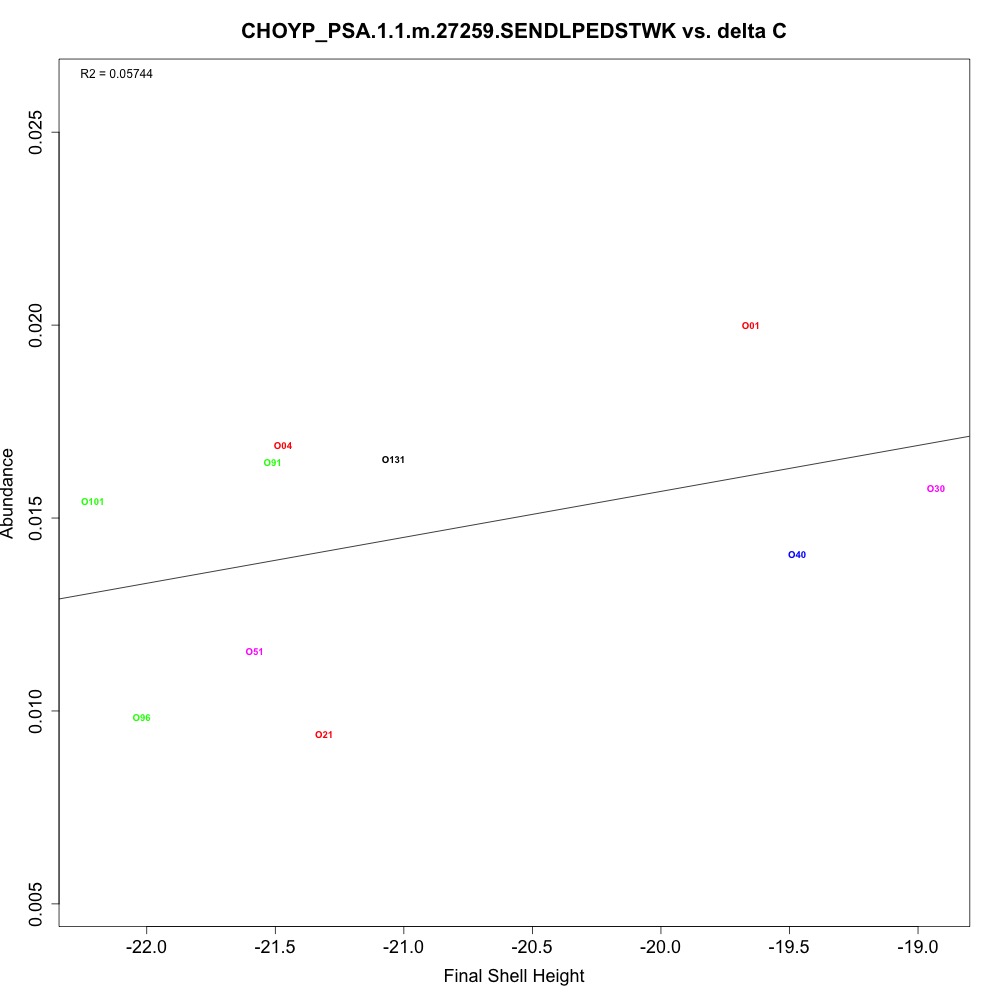 CHOYP_PSA.1.1.m.27259.SENDLPEDSTWK vs. delta C
R2 = 0.05744
0.025
0.020
0.015
0.010
0.005
Abundance
O01
O04
O91
O131
O30
O101
O40
O51
O96
O21
-22.0 -21.5 -21.0 -20.5 -20.0 -19.5 -19.0
Final Shell Height